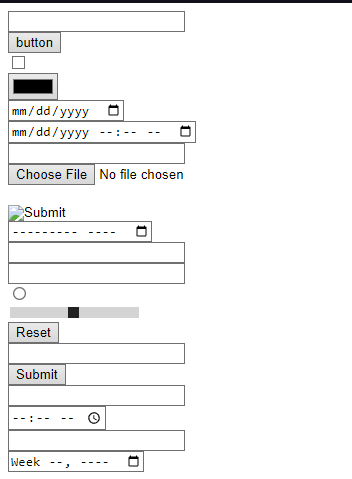 button
mm/dd/yyyy
mm/dd/yyyy --:-- --
Choose File No file chosen
Submit
--------- ----
Reset
Submit
--:-- --
Week --, ----